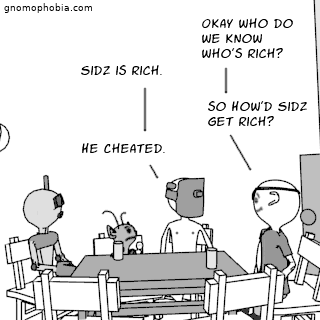 gnomophobia.com
OKAY WHO DO
WE KNOW
WHO'S RICH?
SIDZ IS RICH.
SO HOW'D SIDZ
GET RICH?
HE CHEATED.